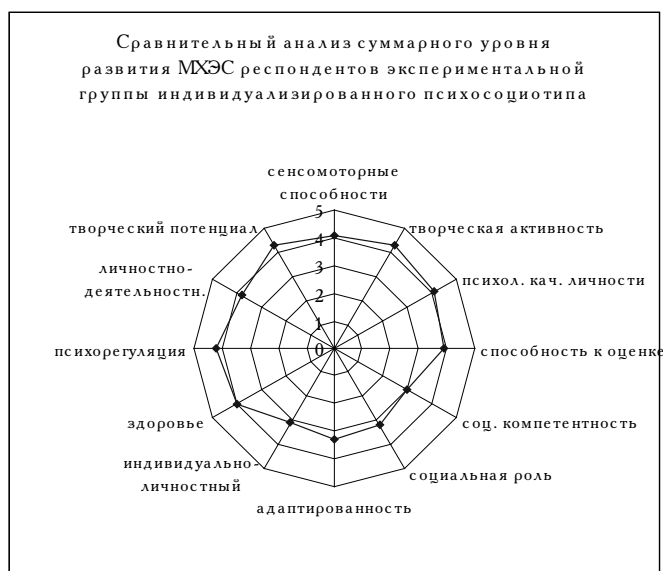 Сравнительный анализ суммарного уровня
развития МХЭС респондентов экспериментальной
группы индивидуализированного психосоциотипа
сенсомоторные
способности
творческий потенциал
творческая активность
личностно-
деятельностн.
психол. кач. личности
психорегуляция
способность к оценке
здоровье
соц. компетентность
индивидуально-
личностный
социальная роль
адаптированность
5
4
3
2
1
0